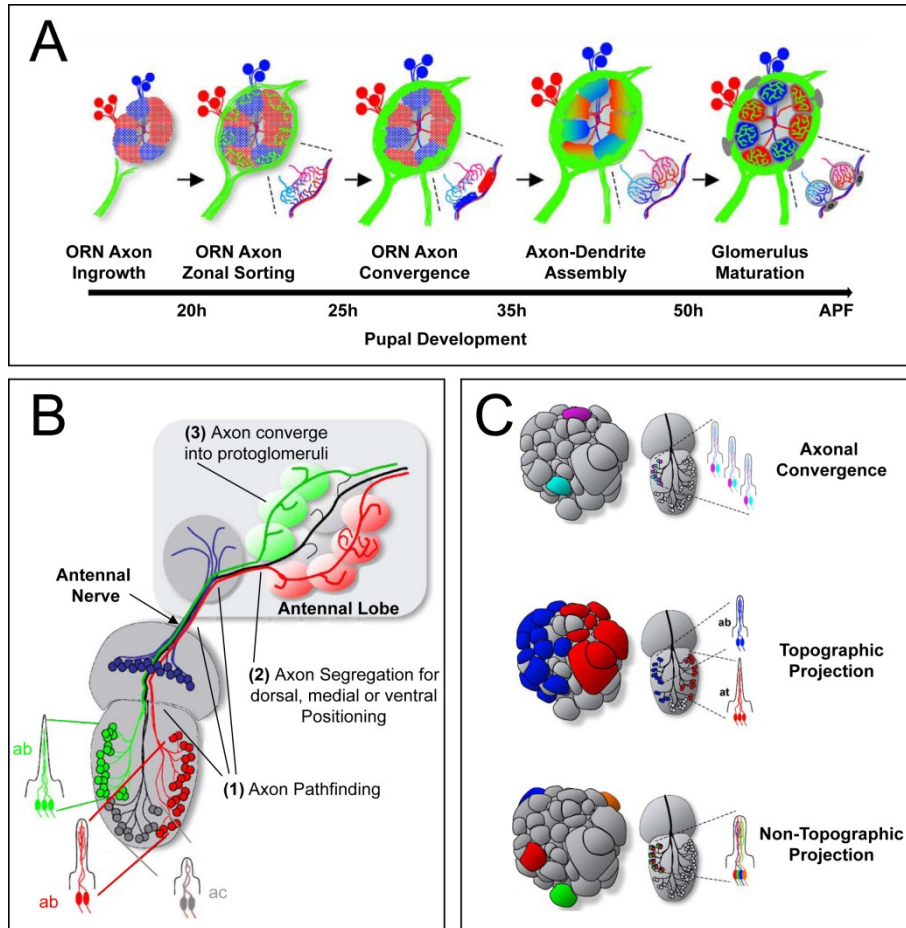 A
ORN Axon
Ingrowth
ORN Axon
Zonal Sorting
ORN Axon
Convergence
Axon-Dendrite
Assembly
Glomerulus
Maturation
20h
25h
35h
50h
APF
Pupal Development
B
(3) Axon converge
into protoglomeruli
Antennal
Nerve
Antennal Lobe
(2) Axon Segregation for
dorsal, medial or ventral
Positioning
(1) Axon Pathfinding
ab
ab
ac
C
Axonal
Convergence
ab
at
Topographic
Projection
Non-Topographic
Projection